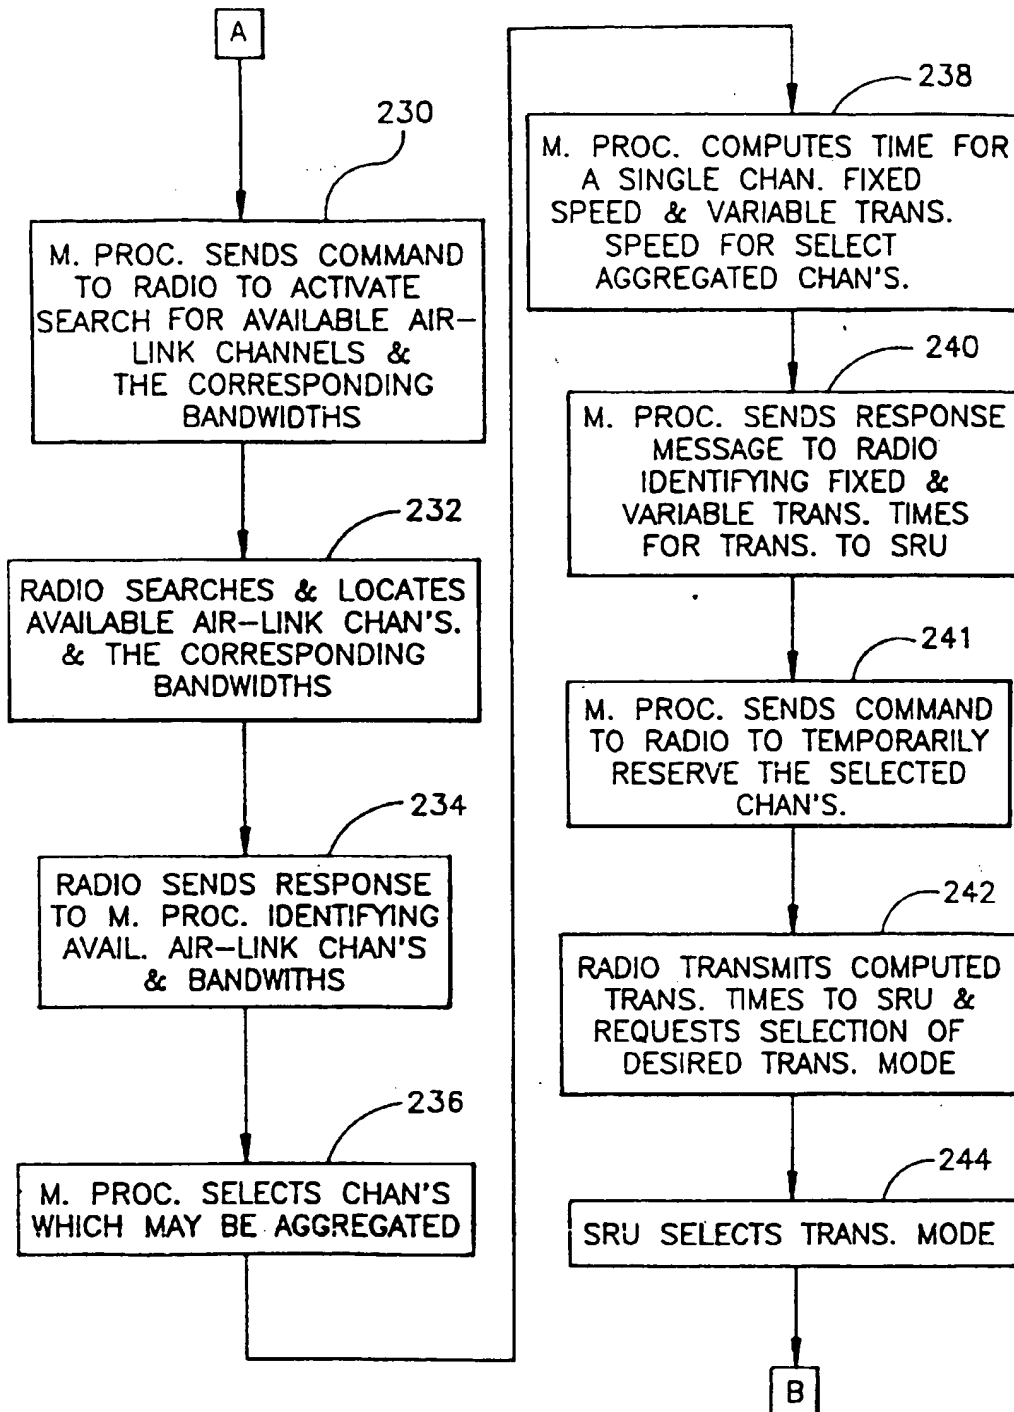 A
230
M. PROC. SENDS COMMAND
TO RADIO TO ACTIVATE
SEARCH FOR AVAILABLE AIR–
LINK CHANNELS &
THE CORRESPONDING
BANDWIDTHS
232
RADIO SEARCHES & LOCATES
AVAILABLE AIR–LINK CHAN'S.
& THE CORRESPONDING
BANDWIDTHS
234
RADIO SENDS RESPONSE
TO M. PROC. IDENTIFYING
AVAIL. AIR–LINK CHAN'S
& BANDWITHS
236
M. PROC. SELECTS CHAN'S
WHICH MAY BE AGGREGATED
238
M. PROC. COMPUTES TIME FOR
A SINGLE CHAN. FIXED
SPEED & VARIABLE TRANS.
SPEED FOR SELECT
AGGREGATED CHAN'S.
240
M. PROC. SENDS RESPONSE
MESSAGE TO RADIO
IDENTIFYING FIXED &
VARIABLE TRANS. TIMES
FOR TRANS. TO SRU
241
M. PROC. SENDS COMMAND
TO RADIO TO TEMPORARILY
RESERVE THE SELECTED
CHAN'S.
242
RADIO TRANSMITS COMPUTED
TRANS. TIMES TO SRU &
REQUESTS SELECTION OF
DESIRED TRANS. MODE
244
SRU SELECTS TRANS. MODE
B